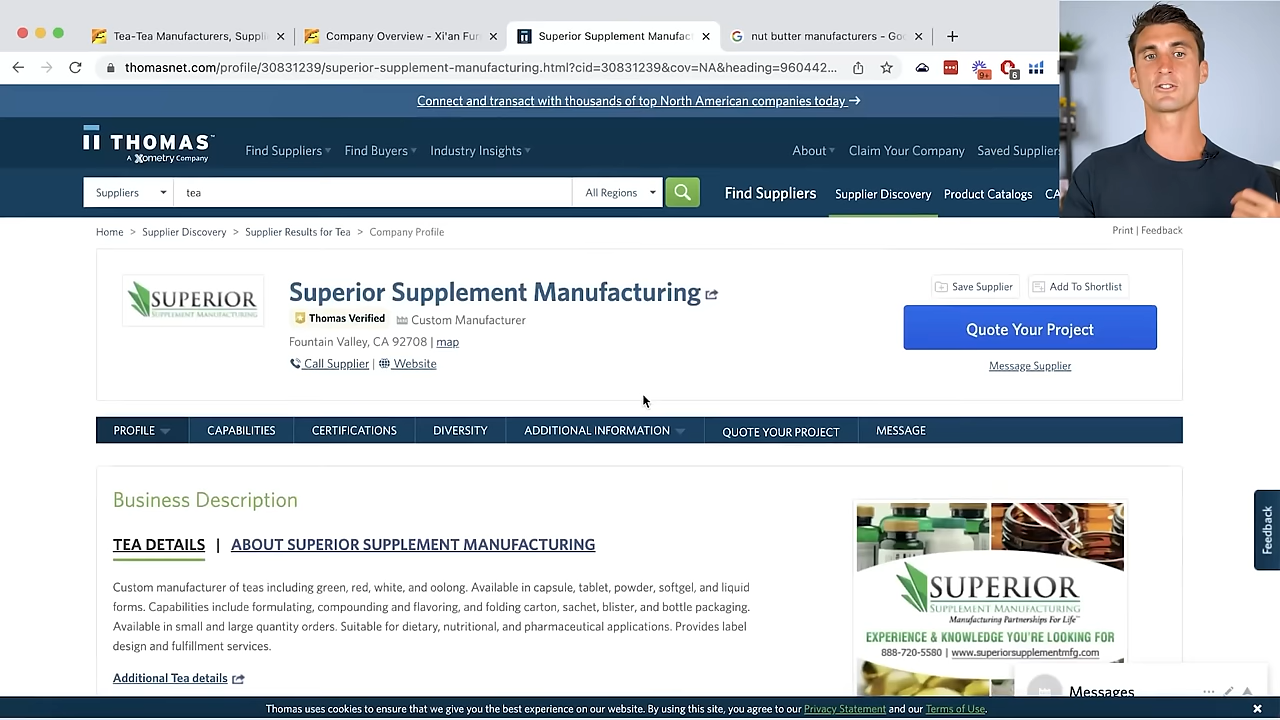 Tea-Tea Manufacturers, Suppli
Company Overview - Xi'an Fur
Superior Supplement Manufac
nut butter manufacturers - Go
thomasnet.com/profile/30831239/superior-supplement-manufacturing.html?cid=30831239&cov=NA&heading=960442...
9+
6
Connect and transact with thousands of top North American companies today →
THOMAS™
A Xometry Company
Find Suppliers
Find Buyers
Industry Insights
About
Claim Your Company
Saved Suppliers
Suppliers
tea
All Regions
Find Suppliers
Supplier Discovery
Product Catalogs
CA
Home > Supplier Discovery > Supplier Results for Tea > Company Profile
Print | Feedback
SUPERIOR
SUPPLEMENT MANUFACTURING
Superior Supplement Manufacturing
Save Supplier
Add To Shortlist
Thomas Verified
Custom Manufacturer
Quote Your Project
Fountain Valley, CA 92708 | map
Call Supplier | Website
Message Supplier
PROFILE
CAPABILITIES
CERTIFICATIONS
DIVERSITY
ADDITIONAL INFORMATION
QUOTE YOUR PROJECT
MESSAGE
Business Description
TEA DETAILS | ABOUT SUPERIOR SUPPLEMENT MANUFACTURING
Custom manufacturer of teas including green, red, white, and oolong. Available in capsule, tablet, powder, softgel, and liquid
forms. Capabilities include formulating, compounding and flavoring, and folding carton, sachet, blister, and bottle packaging.
Available in small and large quantity orders. Suitable for dietary, nutritional, and pharmaceutical applications. Provides label
design and fulfillment services.
Additional Tea details
SUPERIOR
SUPPLEMENT MANUFACTURING
Manufacturing Partnerships For Life™
EXPERIENCE & KNOWLEDGE YOU'RE LOOKING FOR
888-720-5580 | www.superiorsupplementmfg.com
Feedback
Messages
Thomas uses cookies to ensure that we give you the best experience on our website. By using this site, you agree to our Privacy Statement and our Terms of Use.